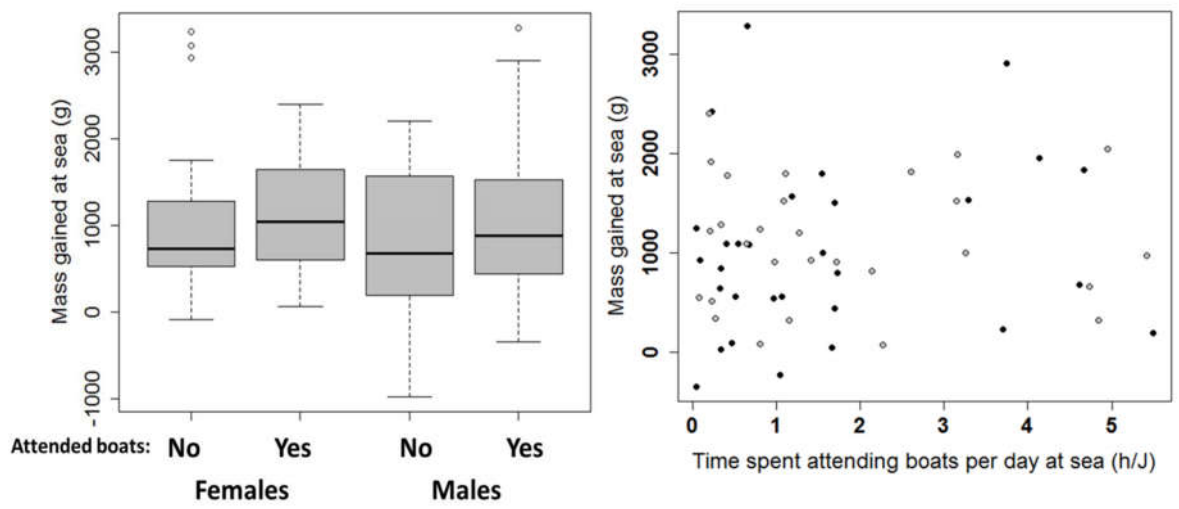 Mass gained at sea (g)
3000
2000
1000
0
-1000
Attended boats: No Yes No Yes
Females Males
Mass gained at sea (g)
3000
2000
1000
0
0 1 2 3 4 5
Time spent attending boats per day at sea (h/J)